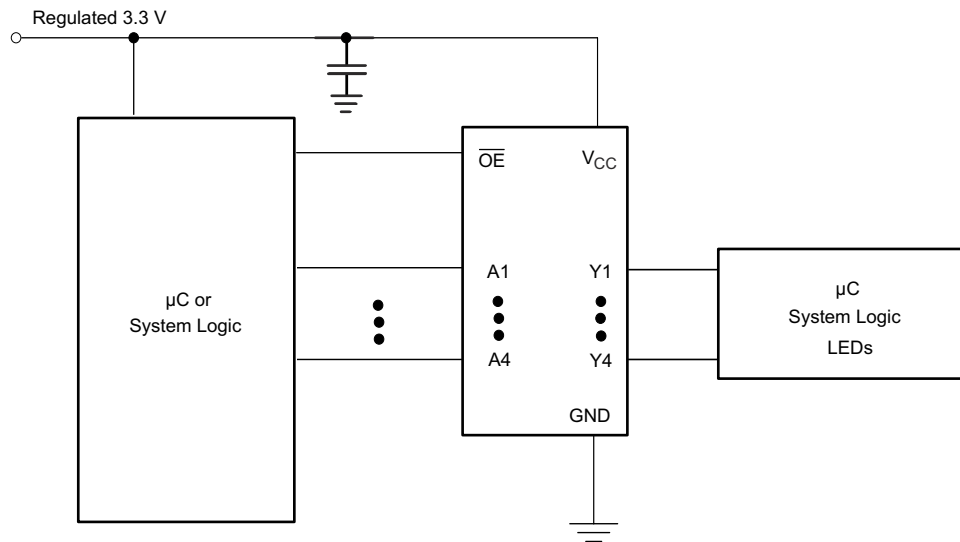 Regulated 3.3 V
OE
VCC
A1
Y1
µC or
System Logic
A4
Y4
GND
µC
System Logic
LEDs